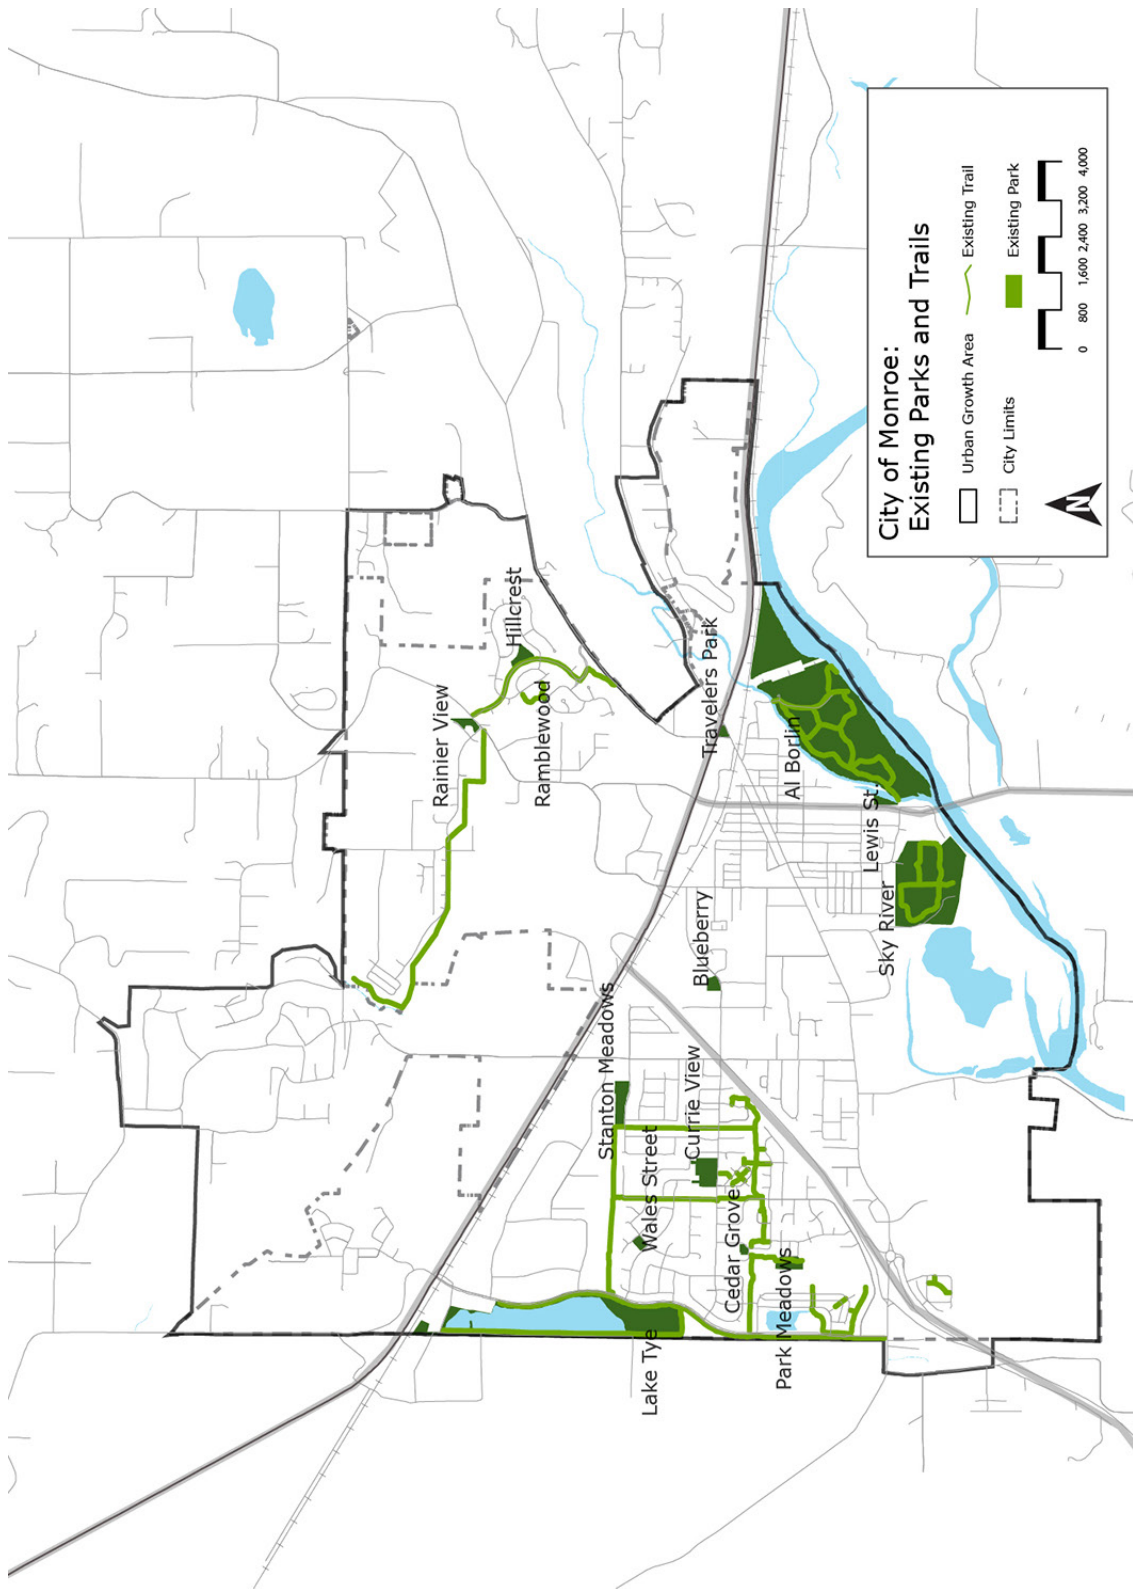 City of Monroe:
Existing Parks and Trails
Urban Growth Area
Existing Trail
City Limits
Existing Park
N
0 800 1,600 2,400 3,200 4,000
Rainier View
Hillcrest
Ramblewood
Travelers Park
Al Borlin
Lewis St.
Sky River
Blueberry
Stanton Meadows
Currie View
Wales Street
Cedar Grove
Park Meadows
Lake Tye